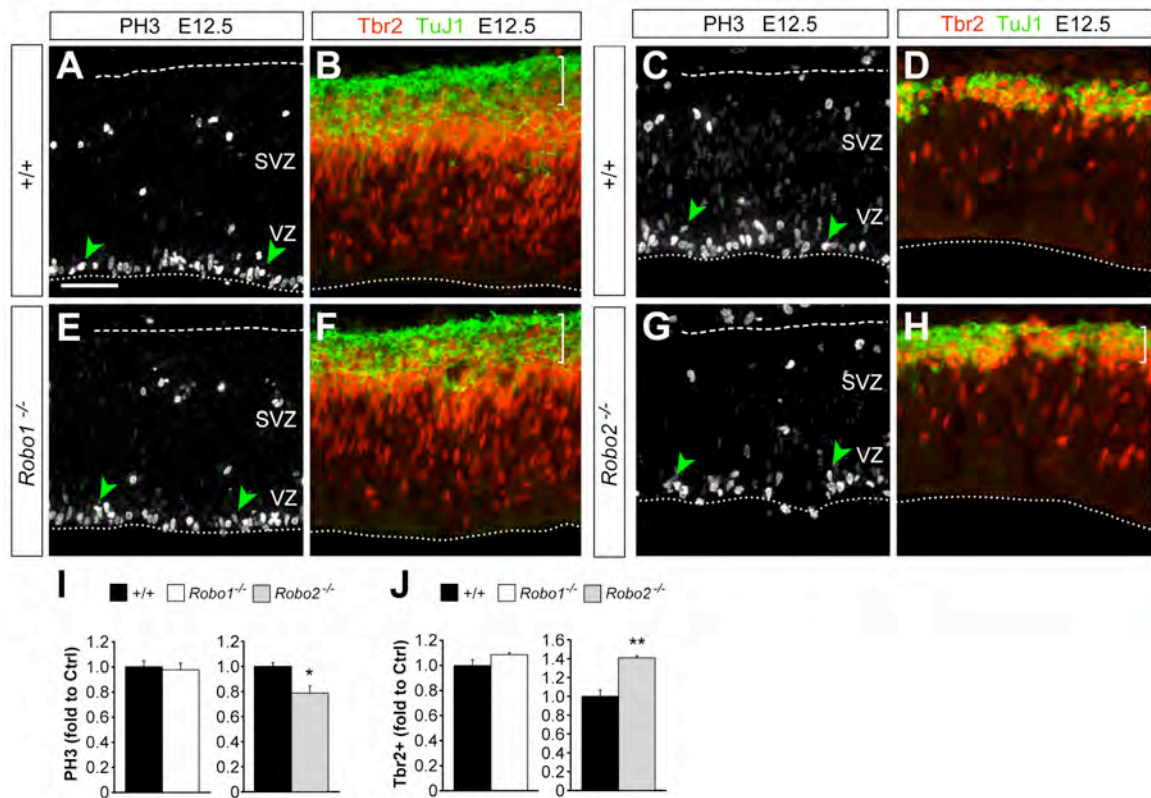 PH3 E12.5
Tbr2 TuJ1 E12.5
PH3 E12.5
Tbr2 TuJ1 E12.5
+/+
A
SVZ
VZ
B
+/+
C
SVZ
VZ
D
Robo1-/-
E
SVZ
VZ
F
Robo2-/-
G
SVZ
VZ
H
I
+/+ Robo1-/- Robo2-/-
PH3 (fold to Ctrl)
1.2
1.0
0.8
0.6
0.4
0.2
0
1.2
1.0
0.8
0.6
0.4
0.2
0
*
J
+/+ Robo1-/- Robo2-/-
Tbr2+ (fold to Ctrl)
1.2
1.0
0.8
0.6
0.4
0.2
0
1.6
1.4
1.2
1.0
0.8
0.6
0.4
0.2
0
**